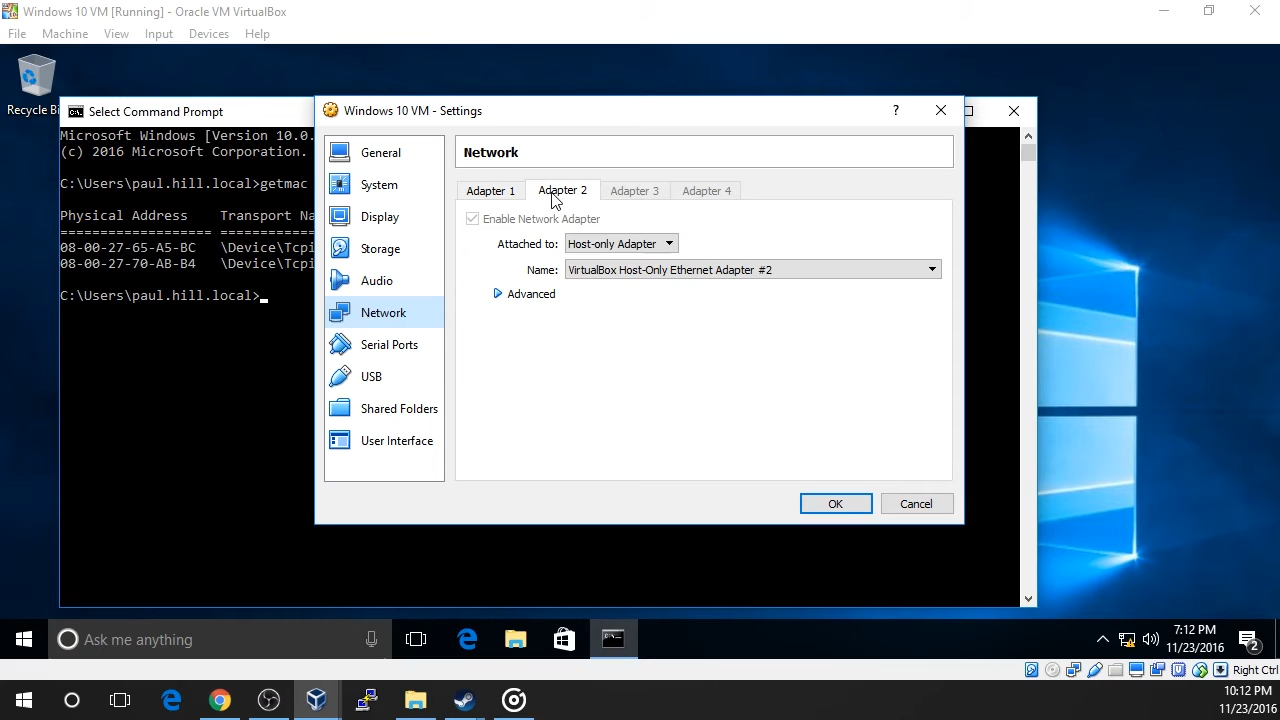 Windows 10 VM [Running] - Oracle VM VirtualBox
File Machine View Input Devices Help
Recycle Bi
Select Command Prompt
Microsoft Windows [Version 10.0.
(c) 2016 Microsoft Corporation.
C:\Users\paul.hill.local>getmac
Physical Address Transport Na
=================== ===========
08-00-27-65-A5-BC \Device\Tcpi
08-00-27-70-AB-B4 \Device\Tcpi
C:\Users\paul.hill.local>
Windows 10 VM - Settings
?
General
System
Display
Storage
Audio
Network
Serial Ports
USB
Shared Folders
User Interface
Network
Adapter 1 Adapter 2 Adapter 3 Adapter 4
Enable Network Adapter
Attached to: Host-only Adapter
Name: VirtualBox Host-Only Ethernet Adapter #2
Advanced
OK Cancel
Ask me anything
7:12 PM
11/23/2016
2
Right Ctrl
10:12 PM
11/23/2016